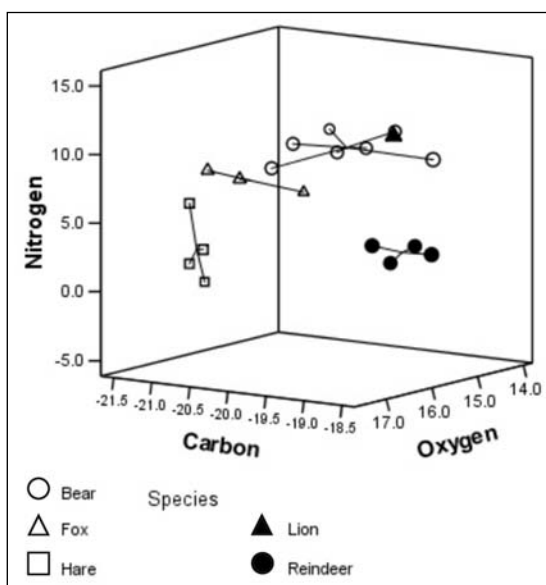 Nitrogen
15.0
10.0
5.0
0.0
-5.0
-21.5 -21.0 -20.5 -20.0 -19.5 -19.0 -18.5
Carbon
17.0 16.0 15.0 14.0
Oxygen
Bear
Species
Fox
Lion
Hare
Reindeer